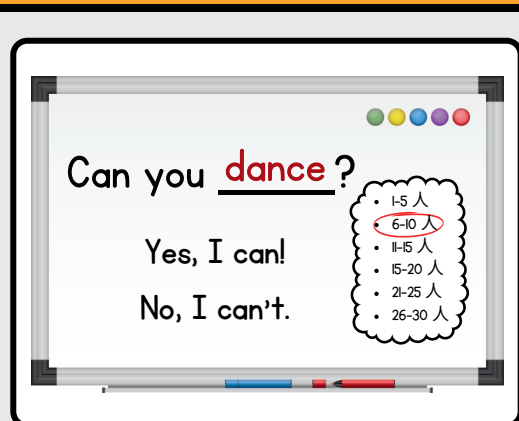 Can you dance?
Yes, I can!
No, I can't.
• 1-5 人
• 6-10 人
• 11-15 人
• 15-20 人
• 21-25 人
• 26-30 人